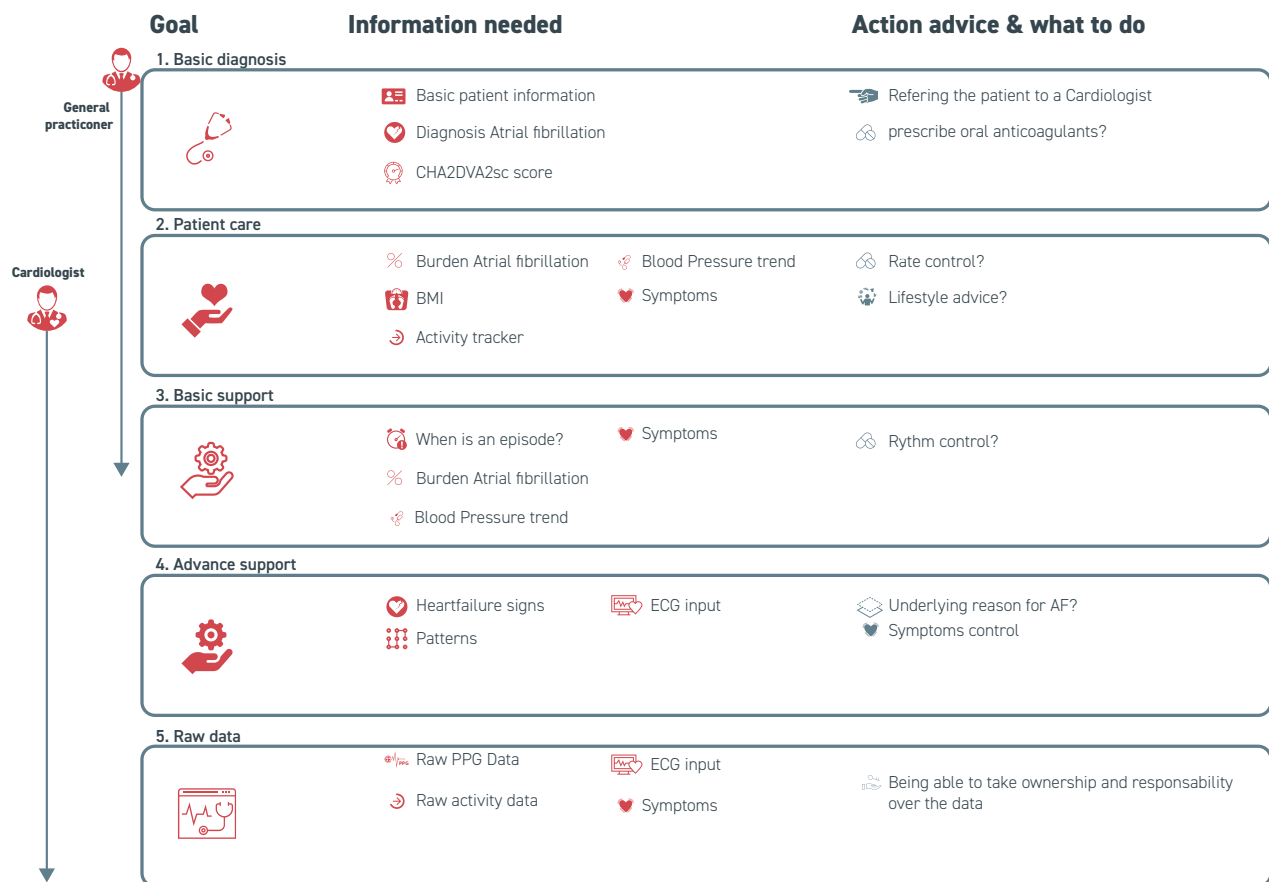 Goal
Information needed
Action advice & what to do
1. Basic diagnosis
General
practiconer
Basic patient information
Diagnosis Atrial fibrillation
CHA2DVA2sc score
Refering the patient to a Cardiologist
prescribe oral anticoagulants?
2. Patient care
Cardiologist
Burden Atrial fibrillation
BMI
Activity tracker
Blood Pressure trend
Symptoms
Rate control?
Lifestyle advice?
3. Basic support
When is an episode?
Burden Atrial fibrillation
Blood Pressure trend
Symptoms
Rythm control?
4. Advance support
Heartfailure signs
Patterns
ECG input
Underlying reason for AF?
Symptoms control
5. Raw data
PPG
Raw PPG Data
Raw activity data
ECG input
Symptoms
Being able to take ownership and responsability
over the data